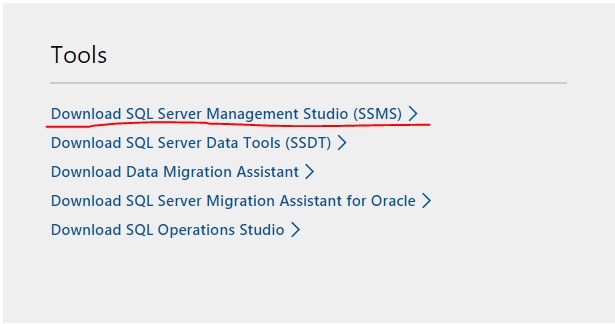 Tools
Download SQL Server Management Studio (SSMS)
Download SQL Server Data Tools (SSDT)
Download Data Migration Assistant
Download SQL Server Migration Assistant for Oracle
Download SQL Operations Studio